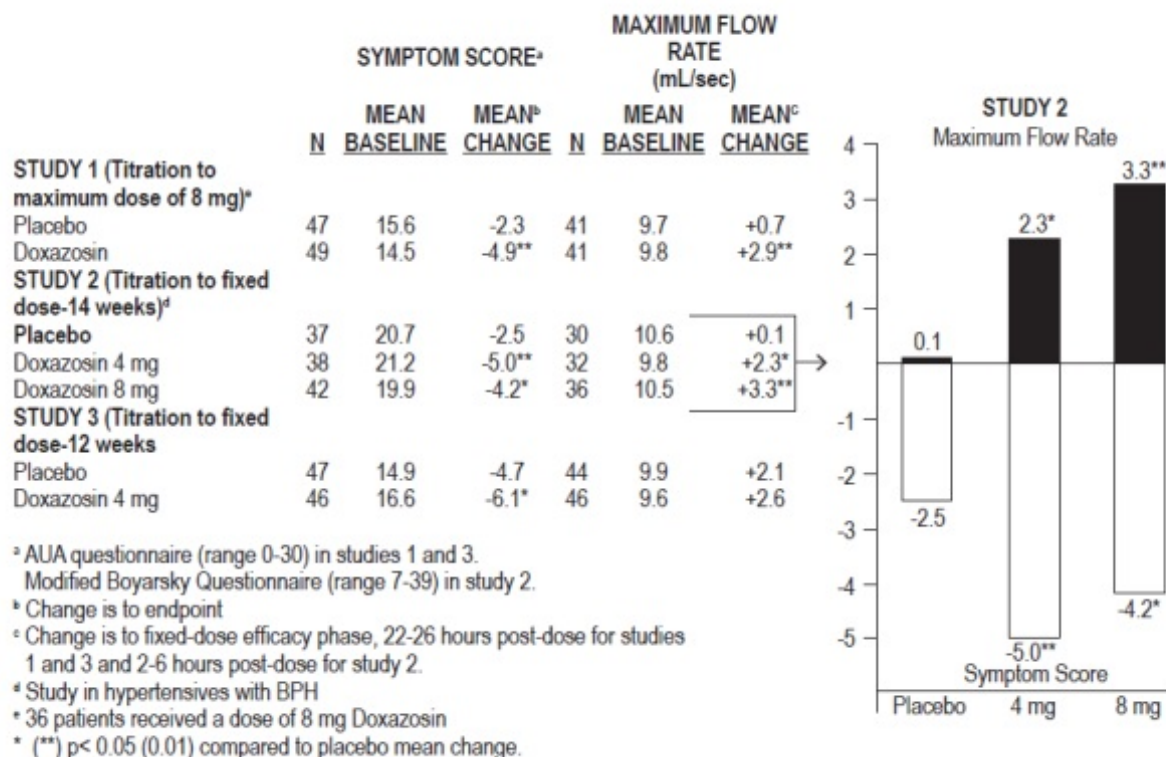 SYMPTOM SCOREᵃ
MAXIMUM FLOW
RATE
(mL/sec)
N MEAN BASELINE MEANᵇ CHANGE N MEAN BASELINE MEANᶜ CHANGE
STUDY 1 (Titration to
maximum dose of 8 mg)ᵉ
Placebo 47 15.6 -2.3 41 9.7 +0.7
Doxazosin 49 14.5 -4.9** 41 9.8 +2.9**
STUDY 2 (Titration to fixed
dose-14 weeks)ᵈ
Placebo 37 20.7 -2.5 30 10.6 +0.1
Doxazosin 4 mg 38 21.2 -5.0** 32 9.8 +2.3*
Doxazosin 8 mg 42 19.9 -4.2* 36 10.5 +3.3**
STUDY 3 (Titration to fixed
dose-12 weeks
Placebo 47 14.9 -4.7 44 9.9 +2.1
Doxazosin 4 mg 46 16.6 -6.1* 46 9.6 +2.6
ᵃ AUA questionnaire (range 0-30) in studies 1 and 3.
Modified Boyarsky Questionnaire (range 7-39) in study 2.
ᵇ Change is to endpoint
ᶜ Change is to fixed-dose efficacy phase, 22-26 hours post-dose for studies
1 and 3 and 2-6 hours post-dose for study 2.
ᵈ Study in hypertensives with BPH
ᵉ 36 patients received a dose of 8 mg Doxazosin
* (**) p< 0.05 (0.01) compared to placebo mean change.
STUDY 2
Maximum Flow Rate
4
3
2
1
-1
-2
-3
-4
-5
0.1
2.3*
3.3**
-2.5
-5.0**
-4.2*
Symptom Score
Placebo 4 mg 8 mg